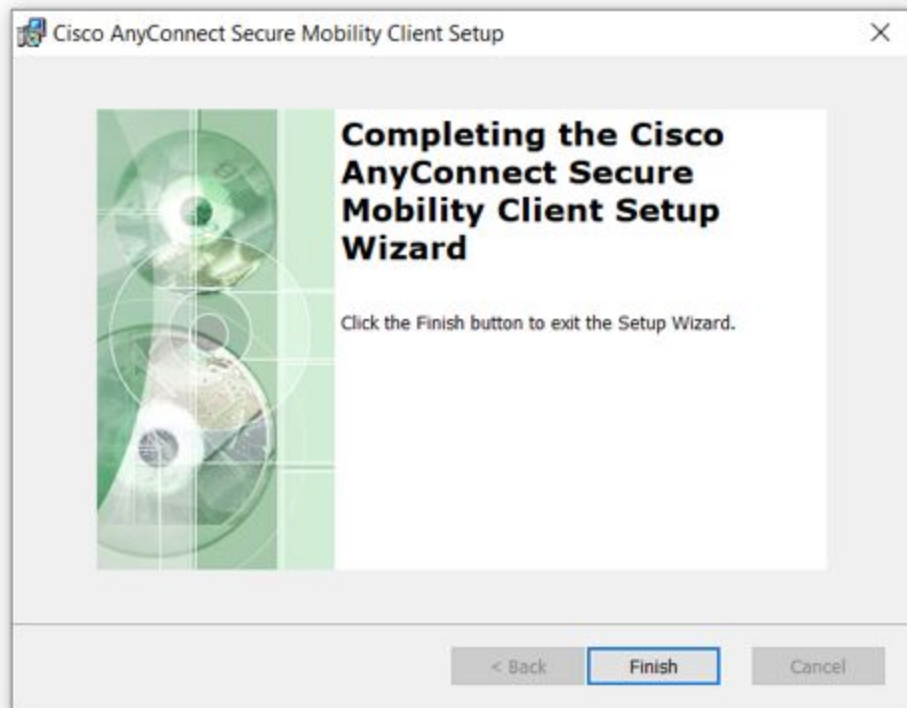 Cisco AnyConnect Secure Mobility Client Setup
Completing the Cisco
AnyConnect Secure
Mobility Client Setup
Wizard
Click the Finish button to exit the Setup Wizard.
< Back
Finish
Cancel